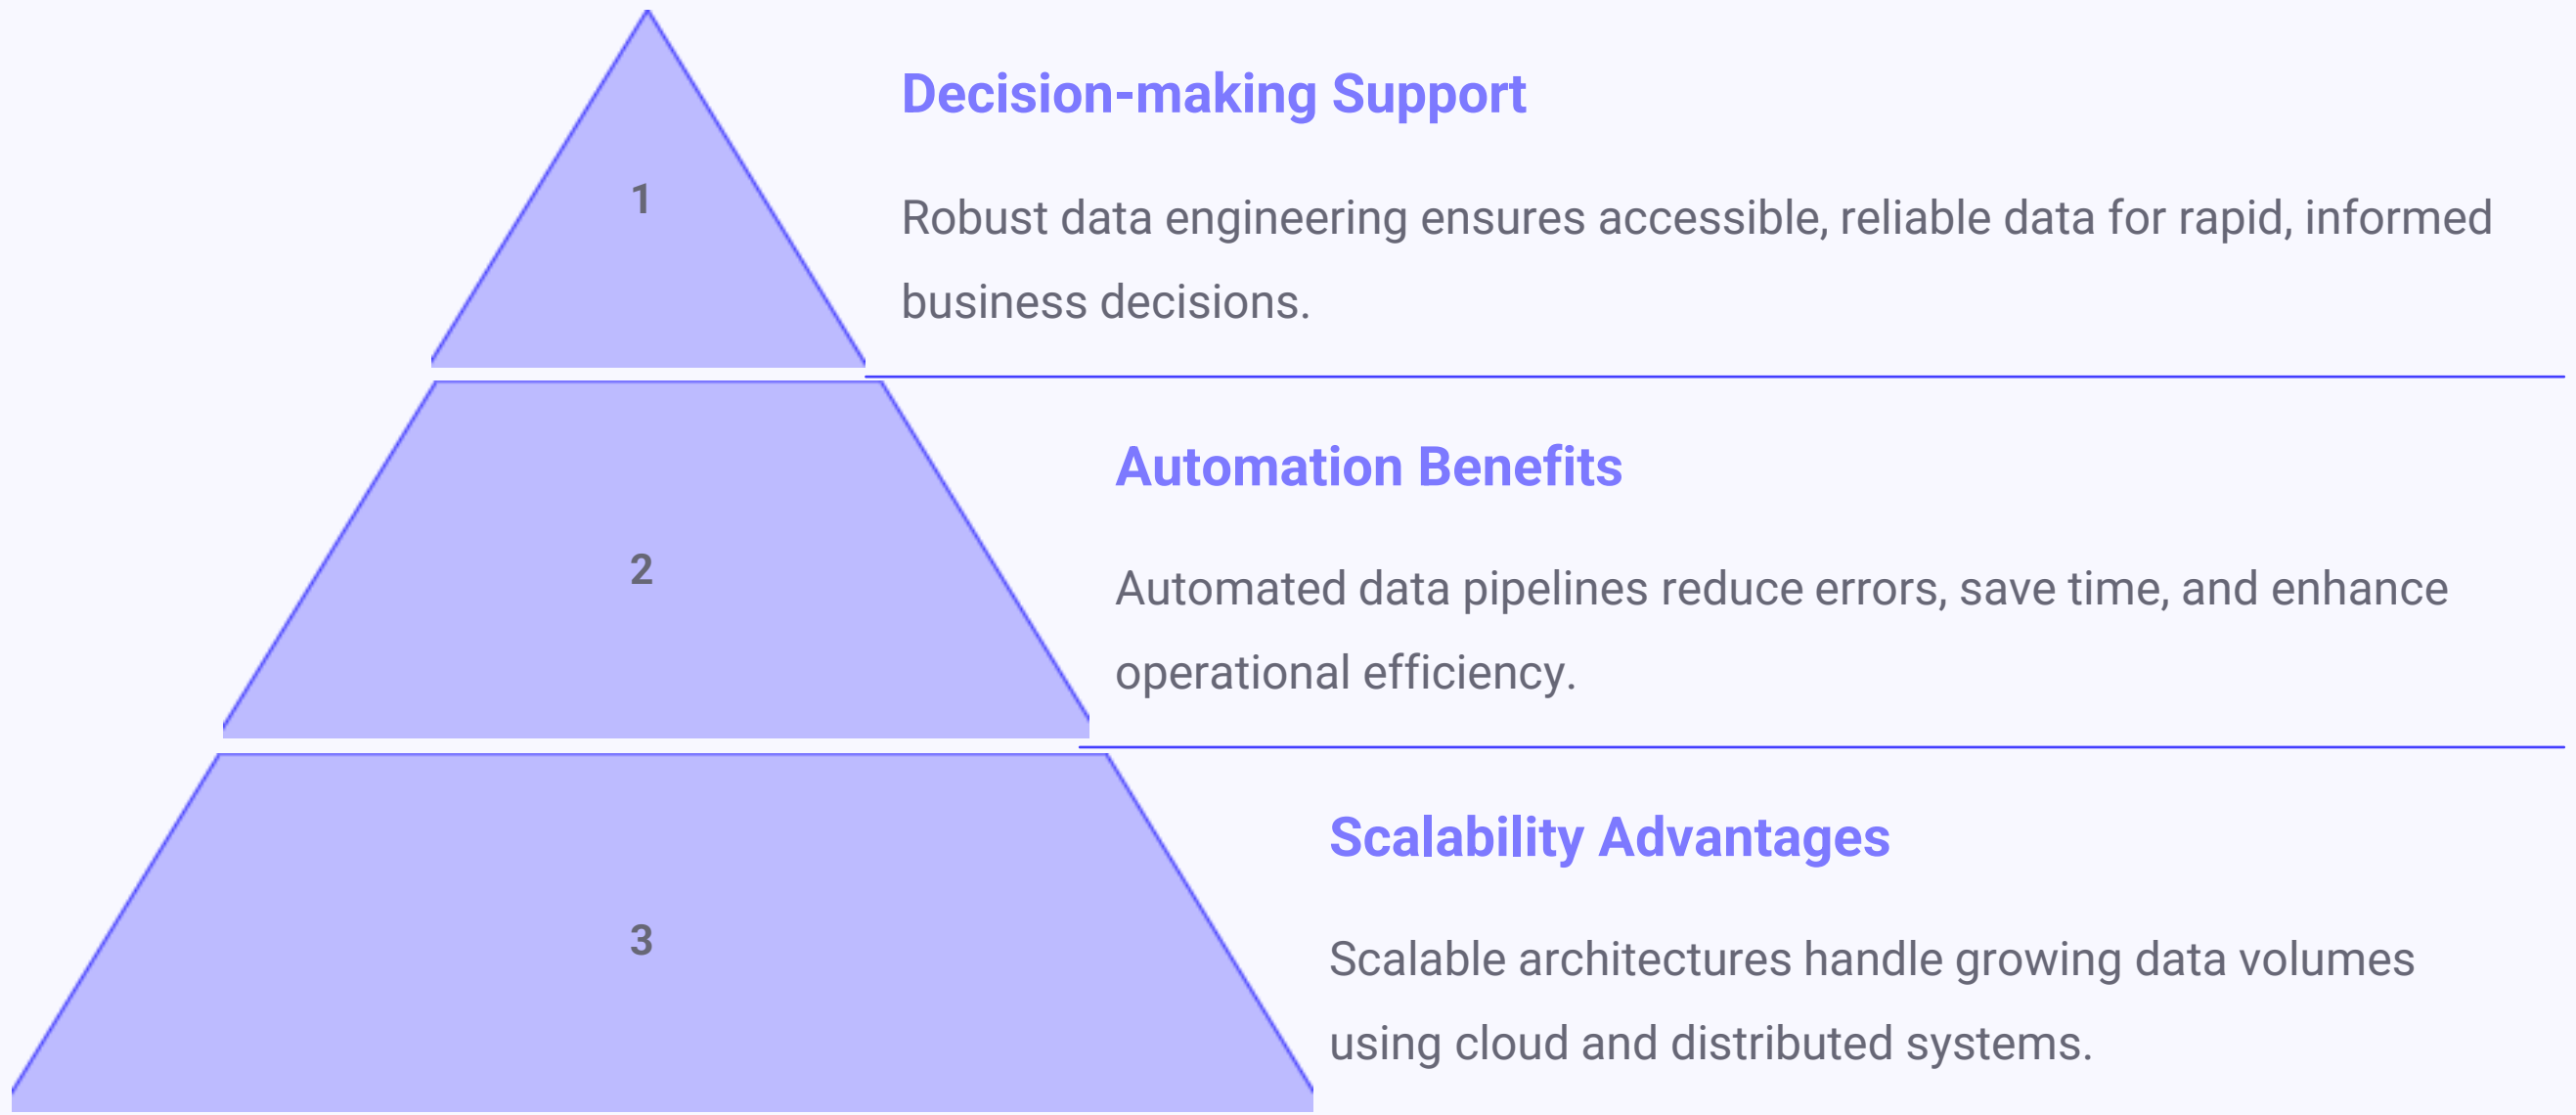 1
Decision-making Support
Robust data engineering ensures accessible, reliable data for rapid, informed
business decisions.
2
Automation Benefits
Automated data pipelines reduce errors, save time, and enhance
operational efficiency.
3
Scalability Advantages
Scalable architectures handle growing data volumes
using cloud and distributed systems.